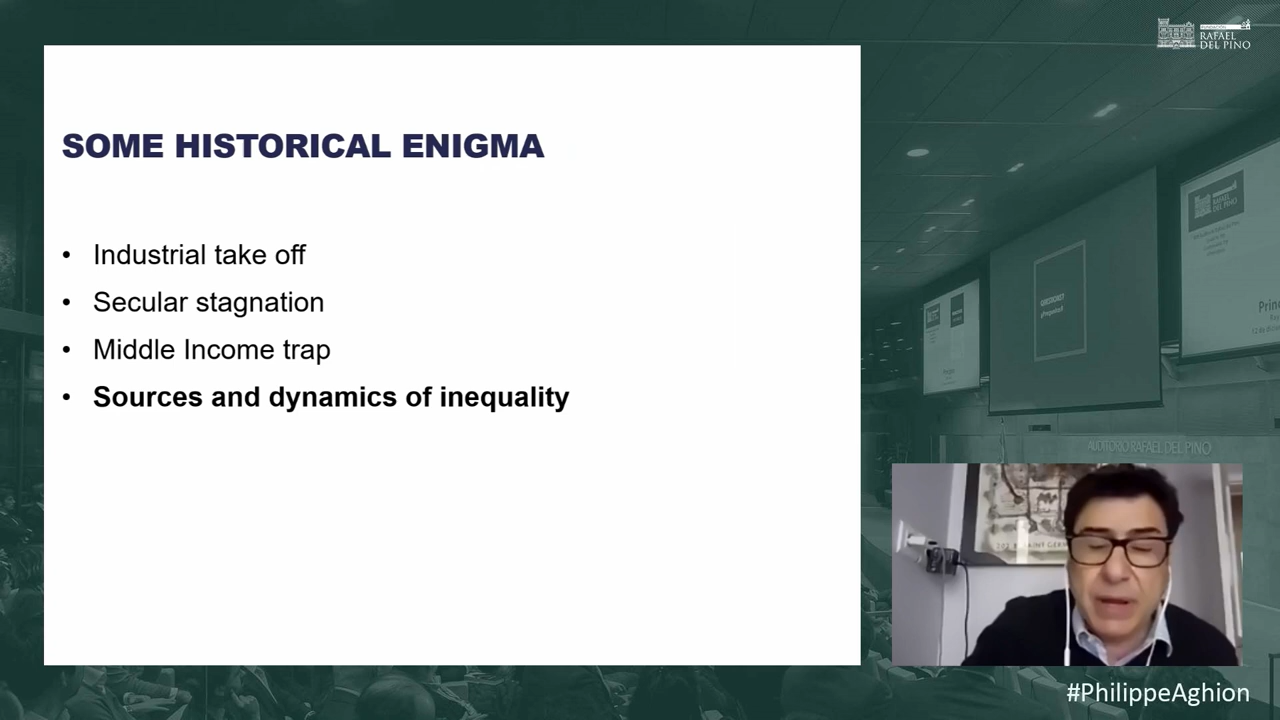 FUNDACIÓN
RAFAEL
DEL PINO
SOME HISTORICAL ENIGMA
• Industrial take off
• Secular stagnation
• Middle Income trap
• Sources and dynamics of inequality
AUDITORIO RAFAEL DEL PINO
#PhilippeAghion